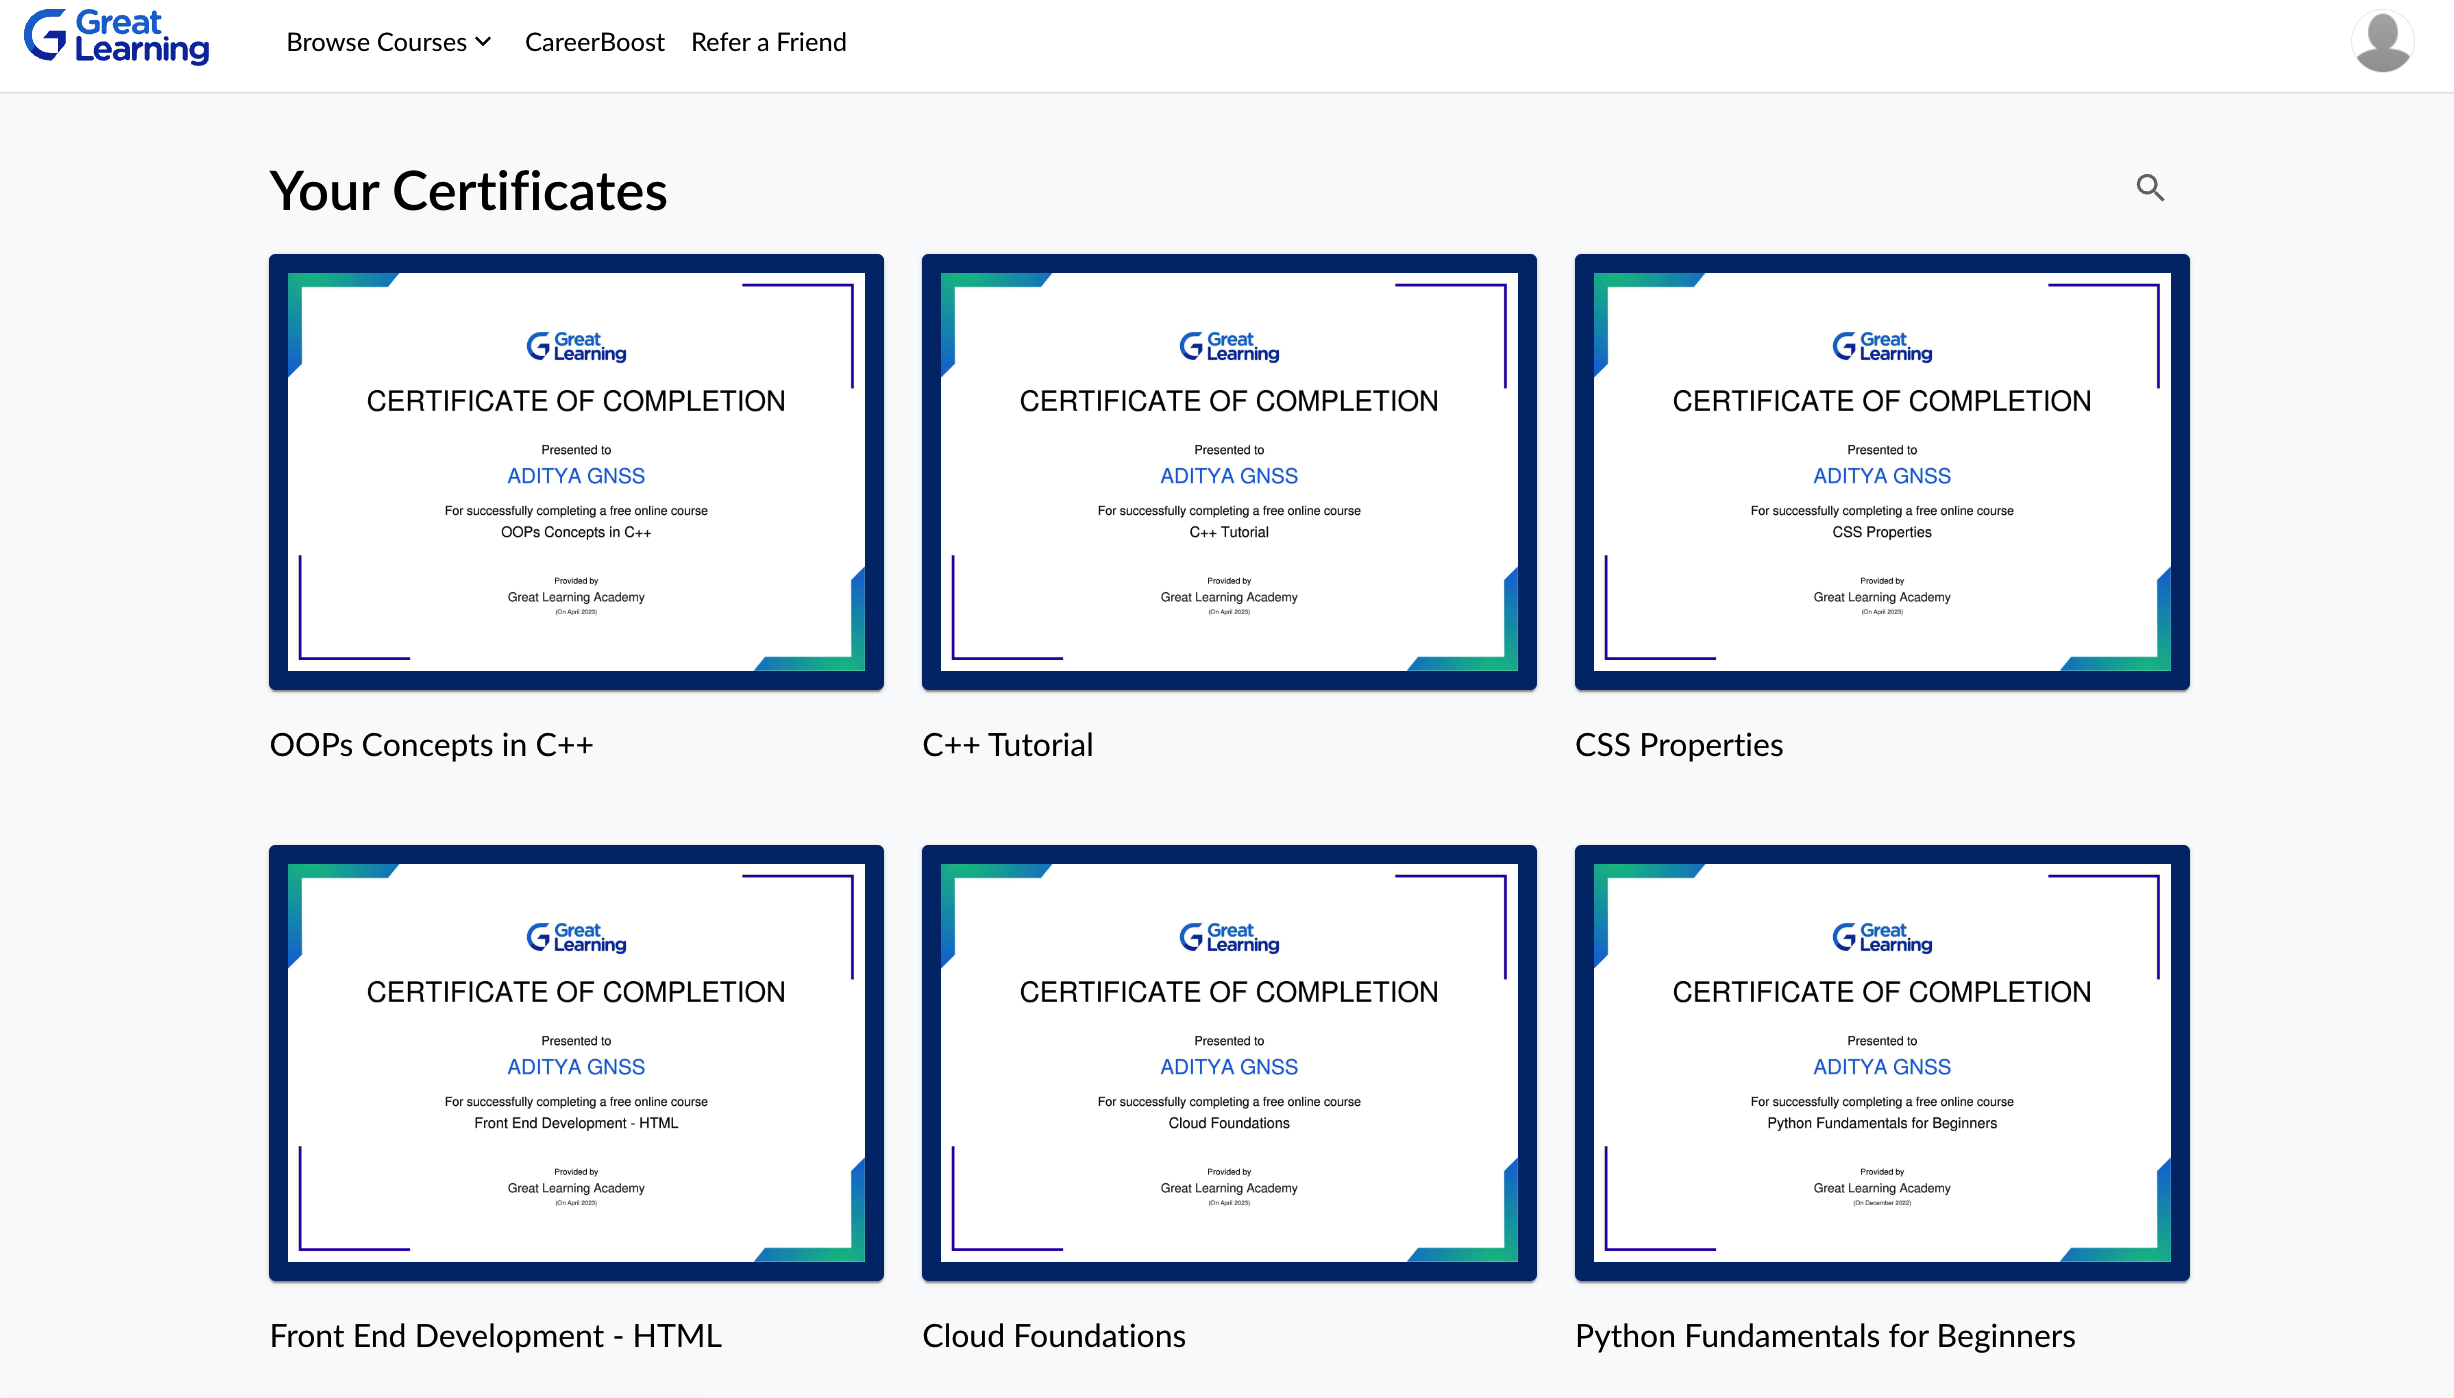 Great Learning
Browse Courses CareerBoost Refer a Friend
Your Certificates
Great Learning
CERTIFICATE OF COMPLETION
Presented to
ADITYA GNSS
For successfully completing a free online course
OOPs Concepts in C++
Provided by
Great Learning Academy
(On April 2023)
OOPs Concepts in C++
Great Learning
CERTIFICATE OF COMPLETION
Presented to
ADITYA GNSS
For successfully completing a free online course
C++ Tutorial
Provided by
Great Learning Academy
(On April 2023)
C++ Tutorial
Great Learning
CERTIFICATE OF COMPLETION
Presented to
ADITYA GNSS
For successfully completing a free online course
CSS Properties
Provided by
Great Learning Academy
(On April 2023)
CSS Properties
Great Learning
CERTIFICATE OF COMPLETION
Presented to
ADITYA GNSS
For successfully completing a free online course
Front End Development - HTML
Provided by
Great Learning Academy
(On April 2023)
Front End Development - HTML
Great Learning
CERTIFICATE OF COMPLETION
Presented to
ADITYA GNSS
For successfully completing a free online course
Cloud Foundations
Provided by
Great Learning Academy
(On April 2023)
Cloud Foundations
Great Learning
CERTIFICATE OF COMPLETION
Presented to
ADITYA GNSS
For successfully completing a free online course
Python Fundamentals for Beginners
Provided by
Great Learning Academy
(On December 2022)
Python Fundamentals for Beginners